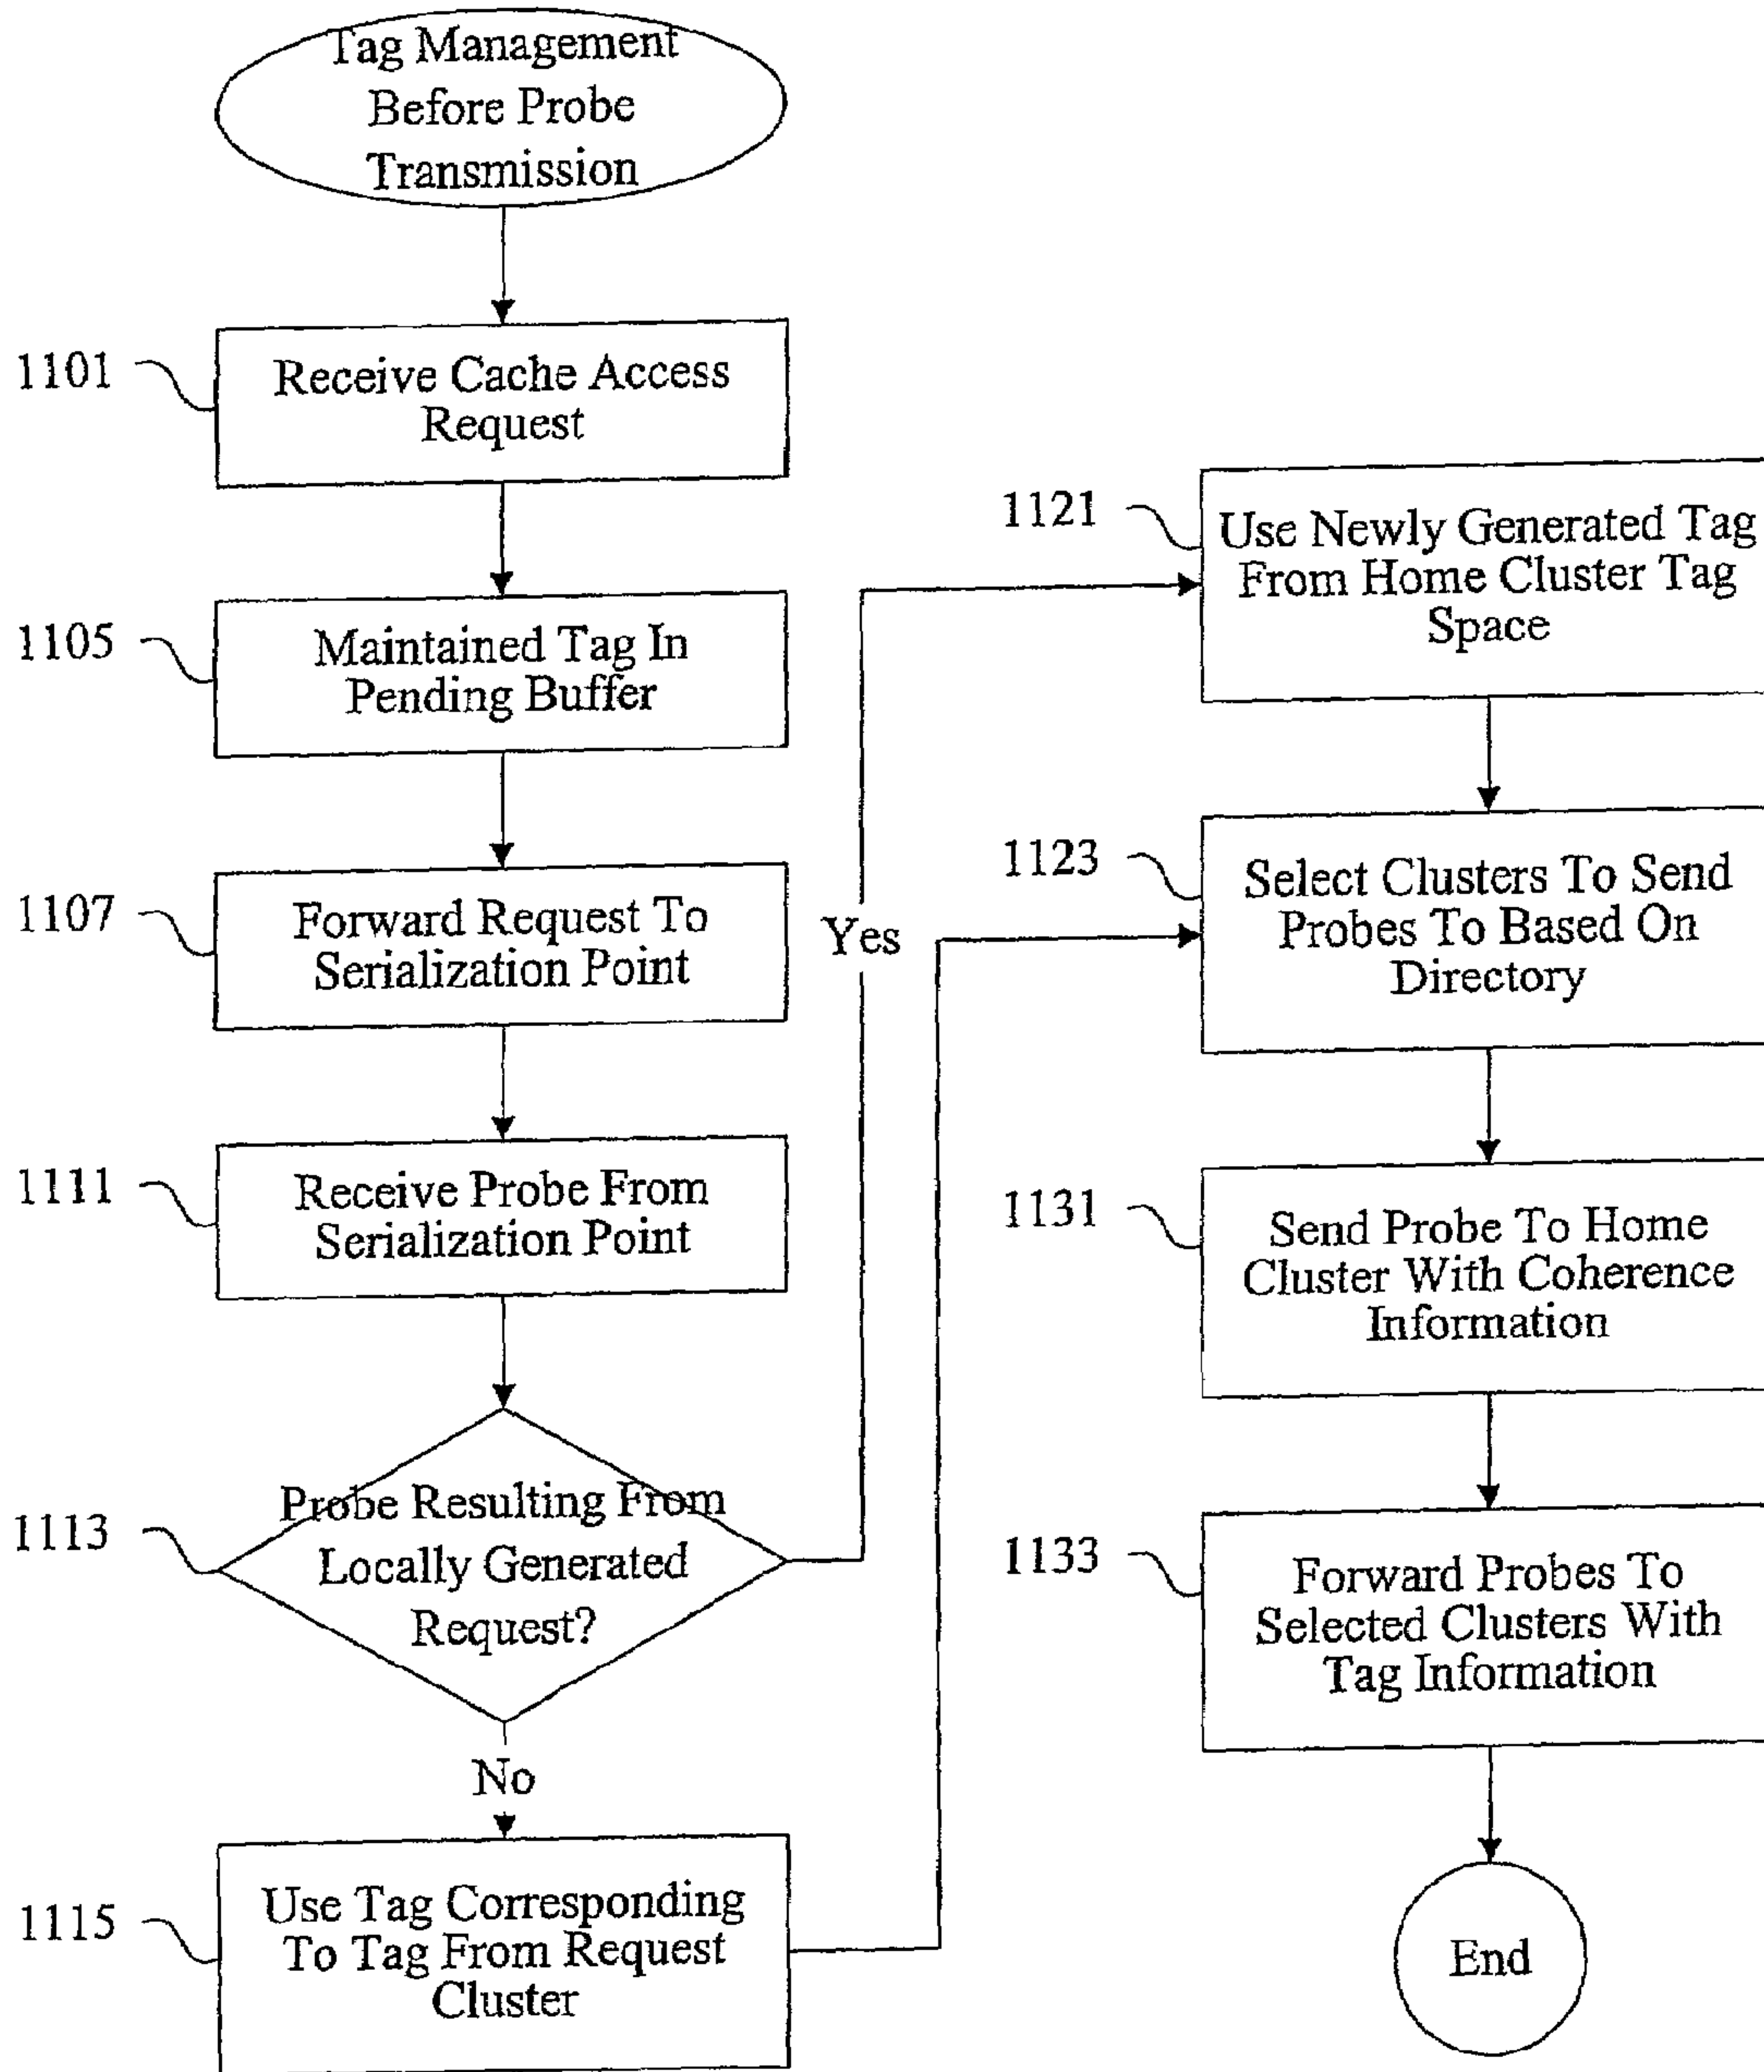 Tag Management
Before Probe
Transmission
1101
Receive Cache Access
Request
1105
Maintained Tag In
Pending Buffer
1107
Forward Request To
Serialization Point
1111
Receive Probe From
Serialization Point
1113
Probe Resulting From
Locally Generated
Request?
Yes
No
1115
Use Tag Corresponding
To Tag From Request
Cluster
1121
Use Newly Generated Tag
From Home Cluster Tag
Space
1123
Select Clusters To Send
Probes To Based On
Directory
1131
Send Probe To Home
Cluster With Coherence
Information
1133
Forward Probes To
Selected Clusters With
Tag Information
End